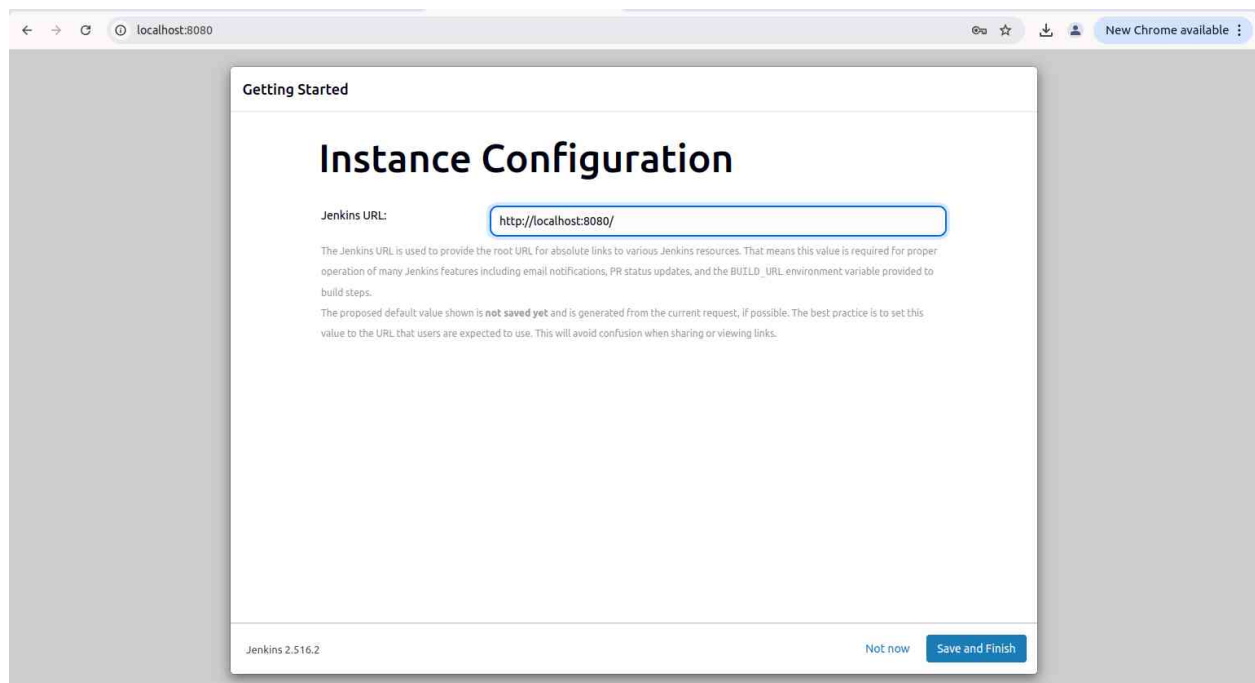 localhost:8080
New Chrome available
Getting Started
Instance Configuration
Jenkins URL:
http://localhost:8080/
The Jenkins URL is used to provide the root URL for absolute links to various Jenkins resources. That means this value is required for proper
operation of many Jenkins features including email notifications, PR status updates, and the BUILD_URL environment variable provided to
build steps.
The proposed default value shown is not saved yet and is generated from the current request, if possible. The best practice is to set this
value to the URL that users are expected to use. This will avoid confusion when sharing or viewing links.
Jenkins 2.516.2
Not now
Save and Finish